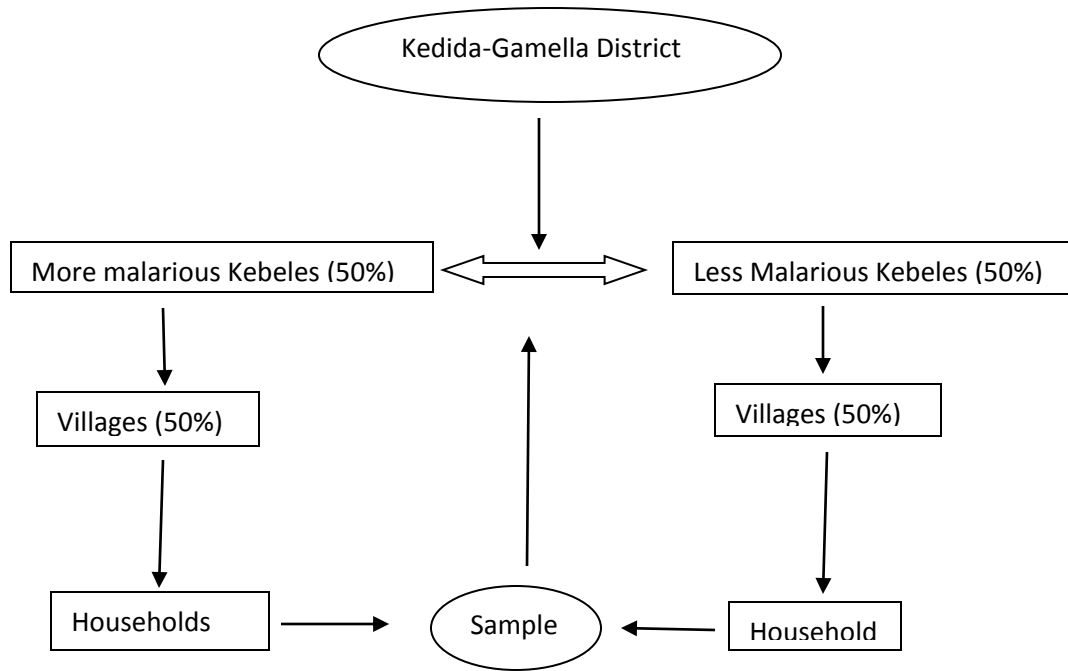 Kedida-Gamella District
More malarious Kebeles (50%)
Less Malarious Kebeles (50%)
Villages (50%)
Villages (50%)
Households
Sample
Household